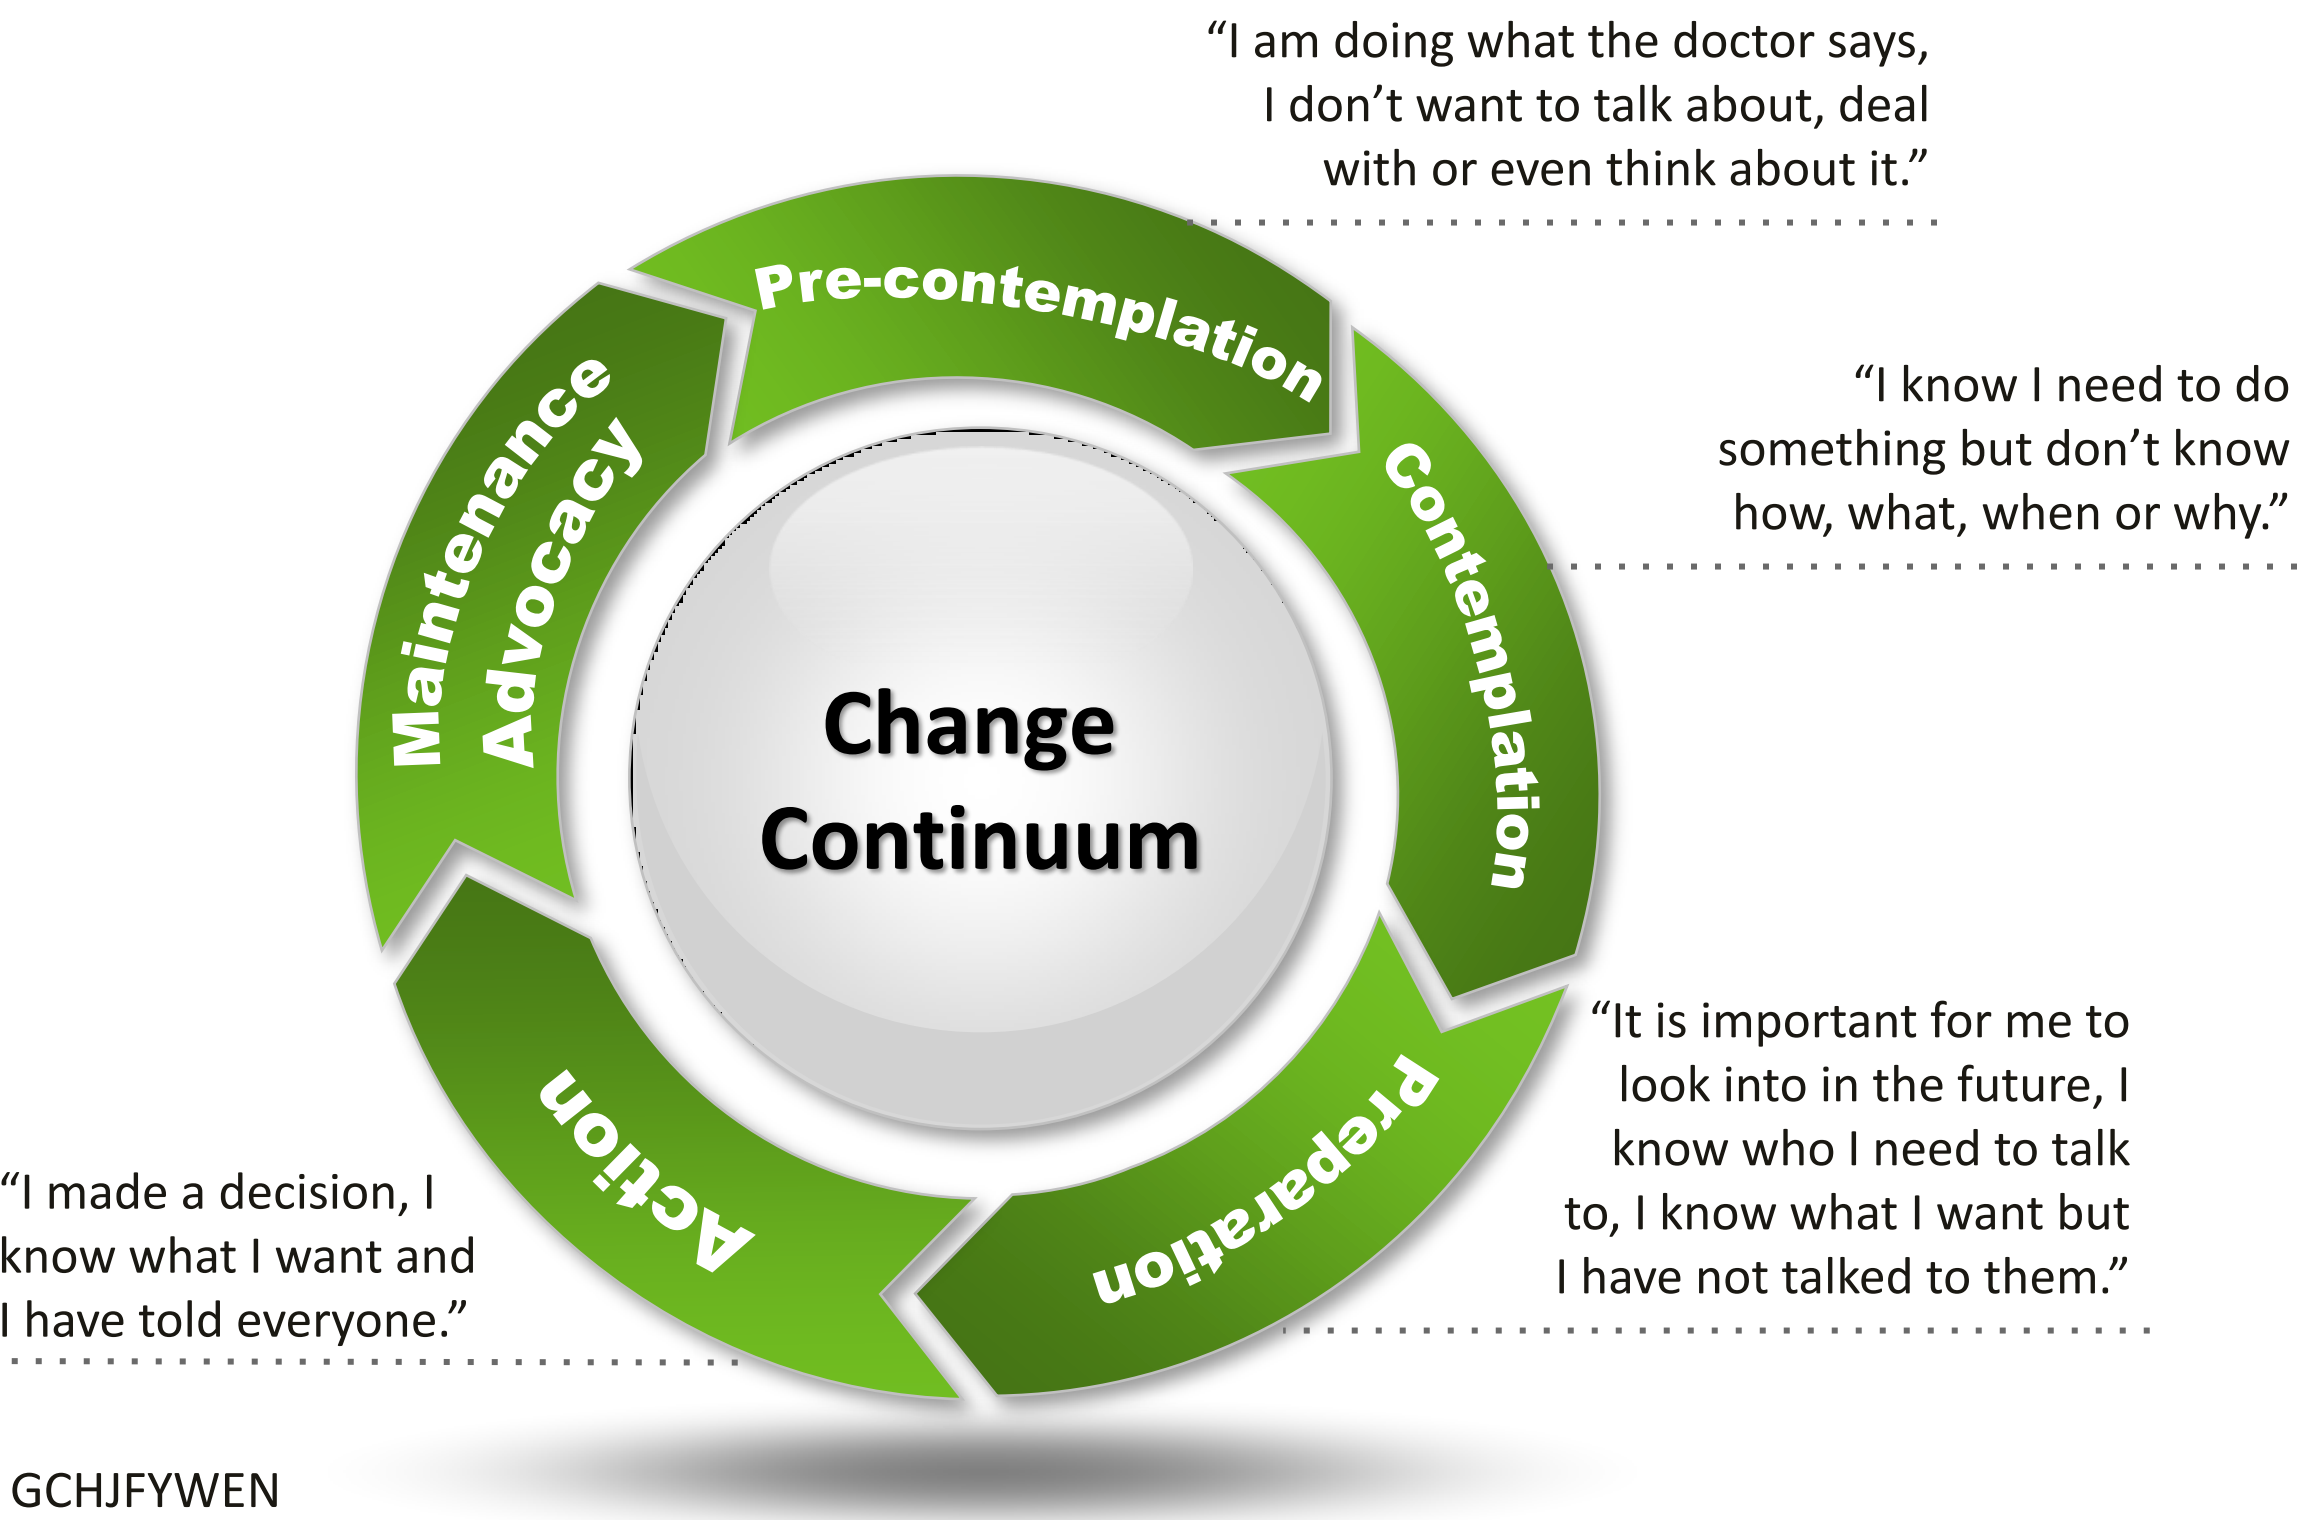 “I am doing what the doctor says,
I don’t want to talk about, deal
with or even think about it.”
Pre-contemplation
“I know I need to do
something but don’t know
how, what, when or why.”
Contemplation
Maintenance
Advocacy
Change
Continuum
“It is important for me to
look into in the future, I
know who I need to talk
to, I know what I want but
I have not talked to them.”
Preparation
Action
“I made a decision, I
know what I want and
I have told everyone.”
GCHJFYWEN